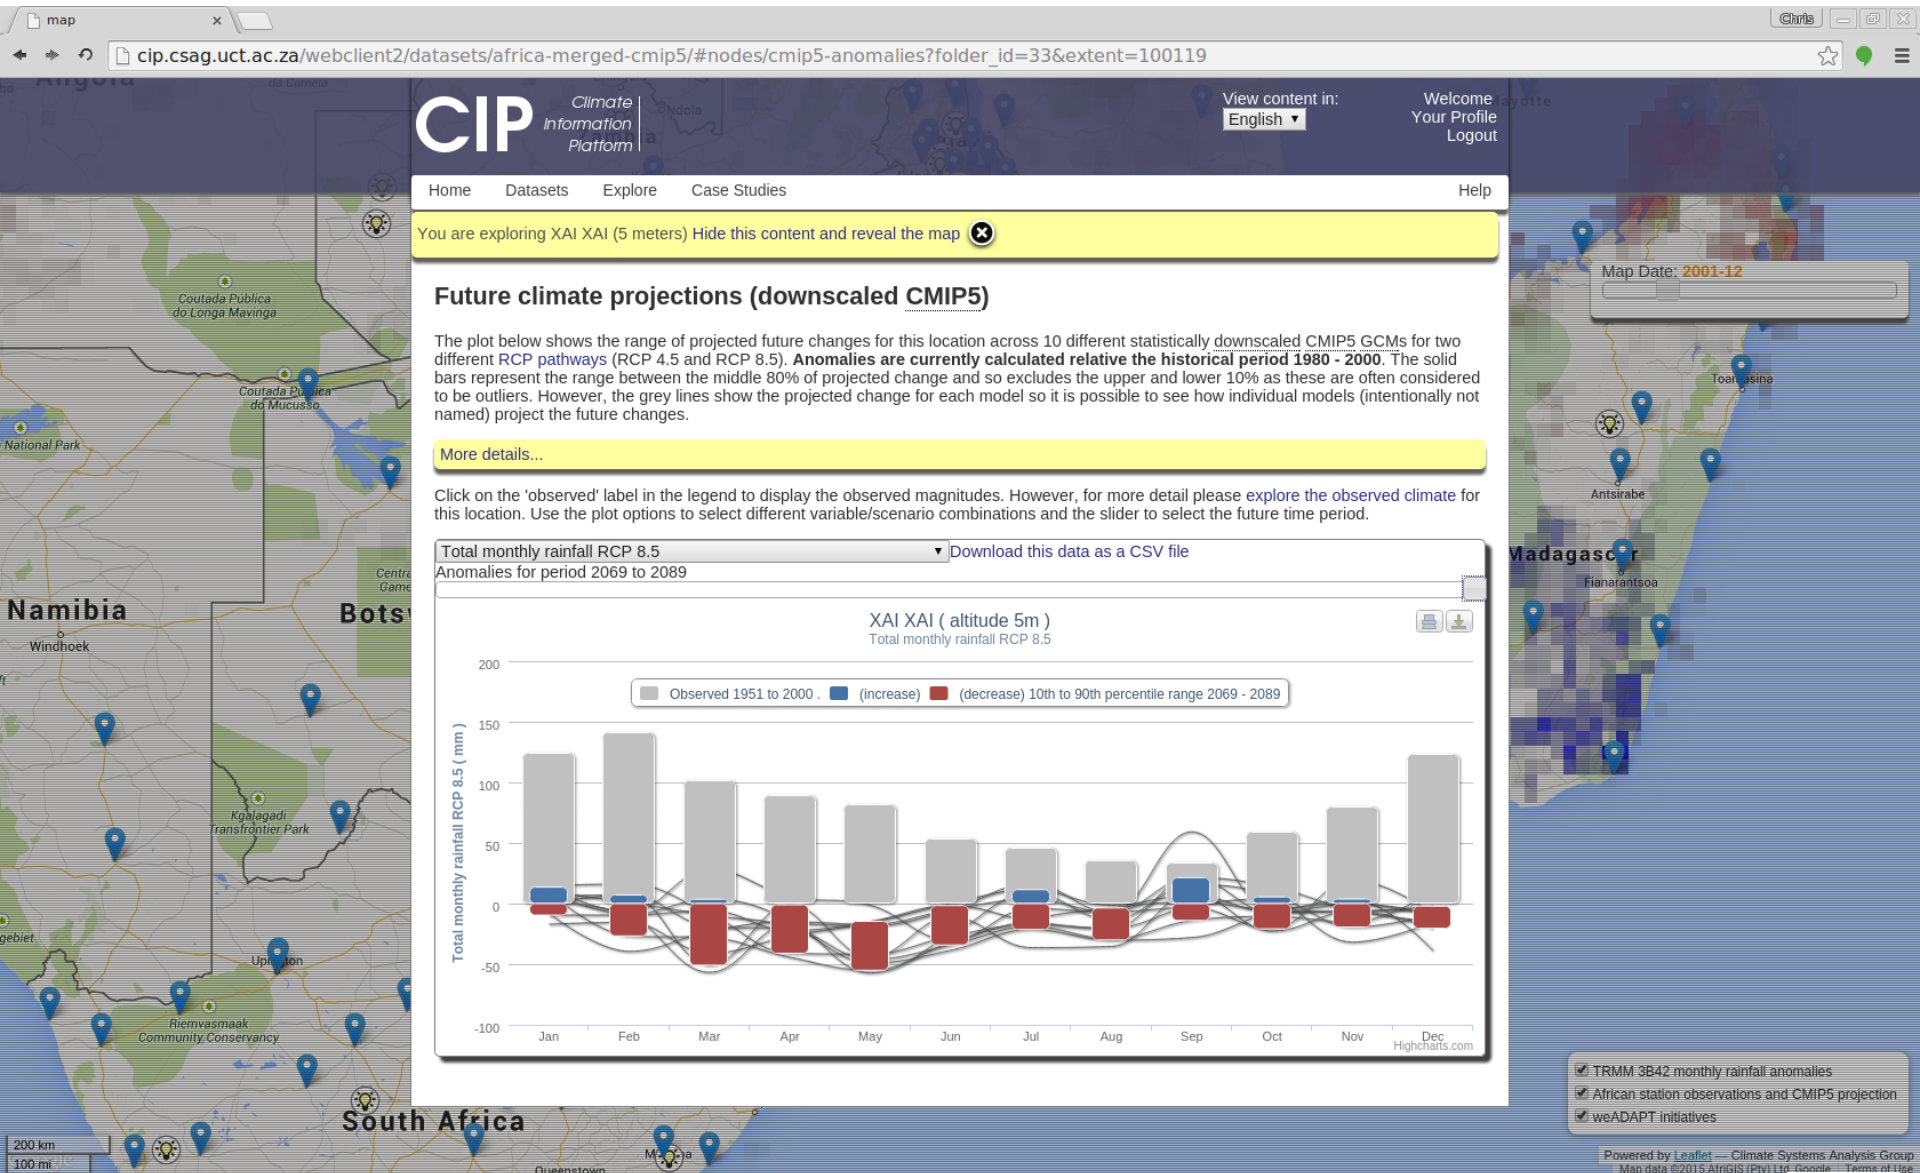 map
Chris
cip.csag.uct.ac.za/webclient2/datasets/africa-merged-cmip5/#nodes/cmip5-anomalies?folder_id=33&extent=100119
Angola
da Cameia
Ndola
CIP
Climate
Information
Platform
View content in:
English
Welcome
Your Profile
Logout
Home
Datasets
Explore
Case Studies
Help
You are exploring XAI XAI (5 meters) Hide this content and reveal the map
Map Date: 2001-12
Future climate projections (downscaled CMIP5)
The plot below shows the range of projected future changes for this location across 10 different statistically downscaled CMIP5 GCMs for two
different RCP pathways (RCP 4.5 and RCP 8.5). Anomalies are currently calculated relative the historical period 1980 - 2000. The solid
bars represent the range between the middle 80% of projected change and so excludes the upper and lower 10% as these are often considered
to be outliers. However, the grey lines show the projected change for each model so it is possible to see how individual models (intentionally not
named) project the future changes.
More details...
Click on the 'observed' label in the legend to display the observed magnitudes. However, for more detail please explore the observed climate for
this location. Use the plot options to select different variable/scenario combinations and the slider to select the future time period.
Total monthly rainfall RCP 8.5
Download this data as a CSV file
Anomalies for period 2069 to 2089
XAI XAI ( altitude 5m )
Total monthly rainfall RCP 8.5
Observed 1951 to 2000 . (increase) (decrease) 10th to 90th percentile range 2069 - 2089
Total monthly rainfall RCP 8.5 ( mm )
200
150
100
50
0
-50
-100
Jan Feb Mar Apr May Jun Jul Aug Sep Oct Nov Dec
Highcharts.com
Coutada Pública
do Longa Mavinga
Coutada Pública
do Mucusso
National Park
Namibia
Windhoek
Kgalagadi
Transfrontier Park
Upington
Riemvasmaak
Community Conservancy
South Africa
Queenstown
200 km
100 mi
Toamasina
Antsirabe
Madagascar
Fianarantsoa
TRMM 3B42 monthly rainfall anomalies
African station observations and CMIP5 projection
weADAPT initiatives
Powered by Leaflet — Climate Systems Analysis Group
Map data ©2015 AfriGIS (Pty) Ltd, Google Terms of Use